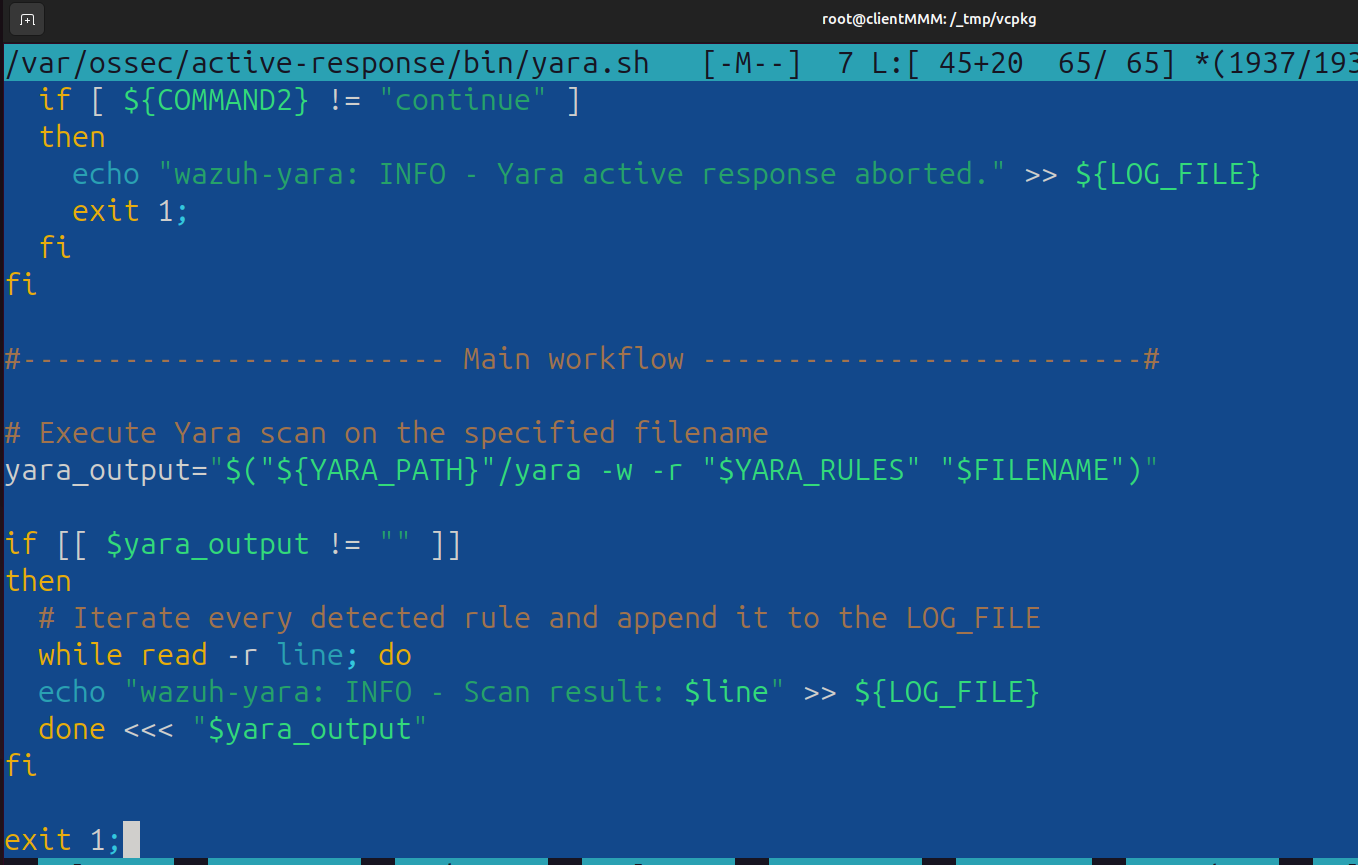 root@clientMMM: /_tmp/vcpkg
/var/ossec/active-response/bin/yara.sh   [-M--]  7 L:[ 45+20  65/ 65] *(1937/193
  if [ ${COMMAND2} != "continue" ]
  then
    echo "wazuh-yara: INFO - Yara active response aborted." >> ${LOG_FILE}
    exit 1;
  fi
fi

#------------------------- Main workflow --------------------------#

# Execute Yara scan on the specified filename
yara_output="$("${YARA_PATH}"/yara -w -r "$YARA_RULES" "$FILENAME")"

if [[ $yara_output != "" ]]
then
  # Iterate every detected rule and append it to the LOG_FILE
  while read -r line; do
  echo "wazuh-yara: INFO - Scan result: $line" >> ${LOG_FILE}
  done <<< "$yara_output"
fi

exit 1;